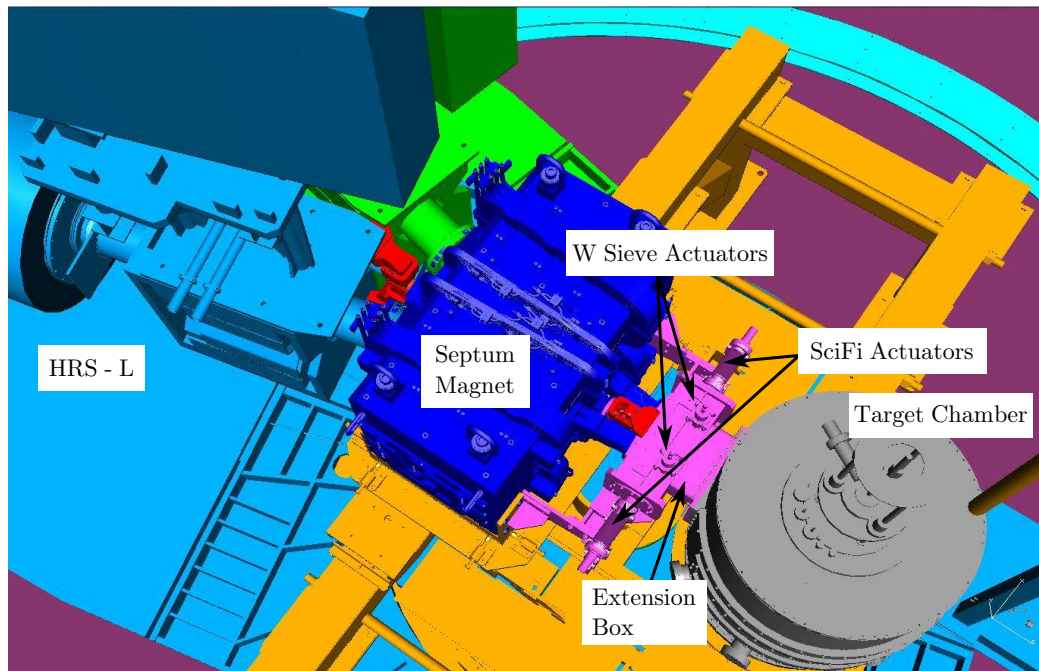 W Sieve Actuators
SciFi Actuators
HRS - L
Septum
Magnet
Target Chamber
Extension
Box